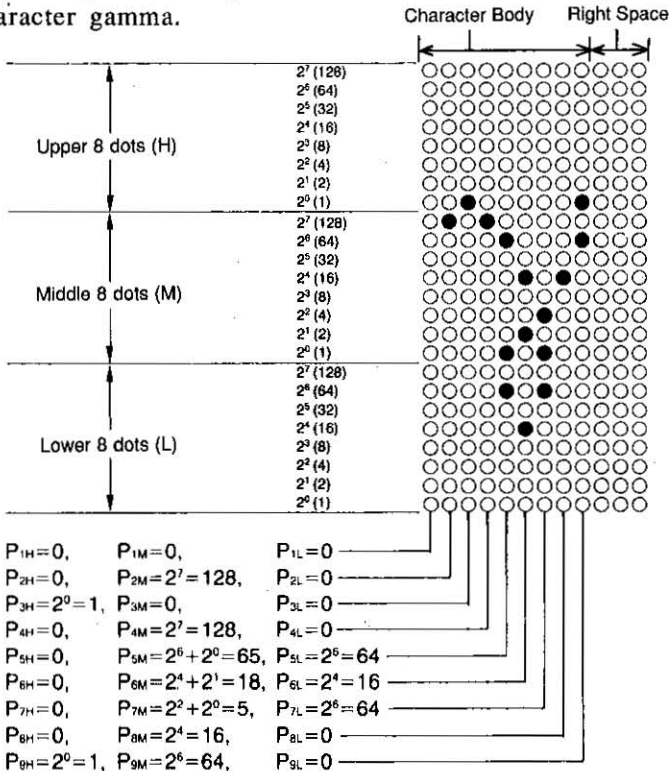 aracter gamma.
Character Body Right Space
2⁷ (128)
2⁶ (64)
2⁵ (32)
2⁴ (16)
Upper 8 dots (H) 2³ (8)
2² (4)
2¹ (2)
2⁰ (1)
2⁷ (128)
2⁶ (64)
2⁵ (32)
2⁴ (16)
Middle 8 dots (M) 2³ (8)
2² (4)
2¹ (2)
2⁰ (1)
2⁷ (128)
2⁶ (64)
2⁵ (32)
2⁴ (16)
Lower 8 dots (L) 2³ (8)
2² (4)
2¹ (2)
2⁰ (1)
P1H=0, P1M=0, P1L=0
P2H=0, P2M=2⁷=128, P2L=0
P3H=2⁰=1, P3M=0, P3L=0
P4H=0, P4M=2⁷=128, P4L=0
P5H=0, P5M=2⁶+2⁰=65, P5L=2⁶=64
P6H=0, P6M=2⁴+2¹=18, P6L=2⁴=16
P7H=0, P7M=2²+2⁰=5, P7L=2⁶=64
P8H=0, P8M=2⁴=16, P8L=0
P9H=2⁰=1, P9M=2⁶=64, P9L=0